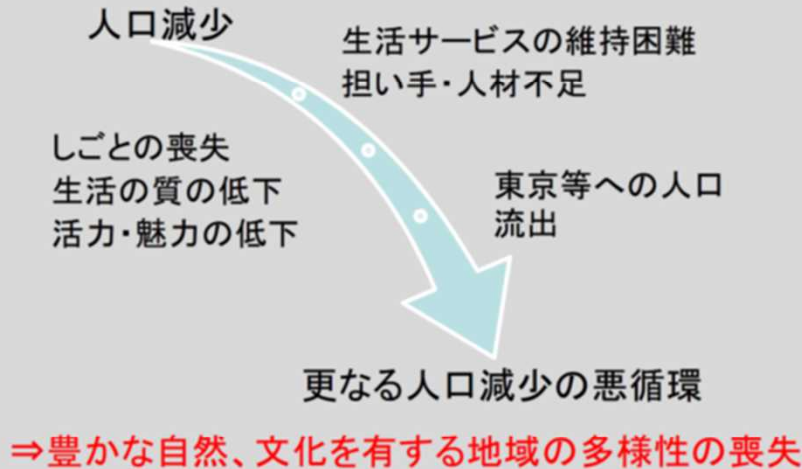 人口減少
生活サービスの維持困難
担い手・人材不足
しごとの喪失
生活の質の低下
活力・魅力の低下
東京等への人口
流出
更なる人口減少の悪循環
⇒豊かな自然、文化を有する地域の多様性の喪失